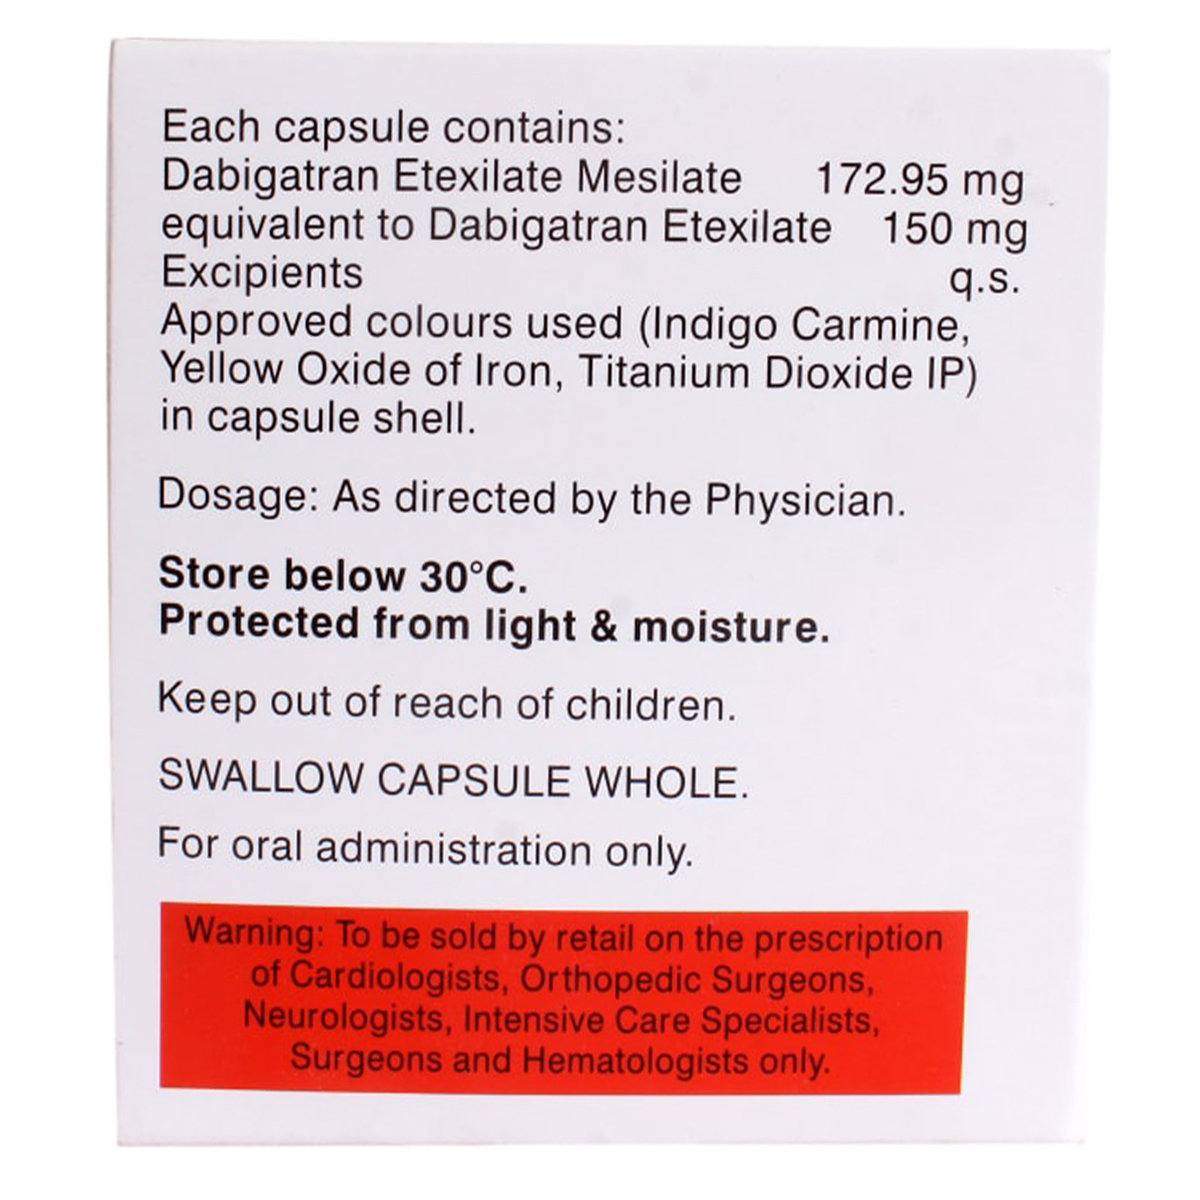 Each capsule contains:
Dabigatran Etexilate Mesilate 172.95 mg
equivalent to Dabigatran Etexilate 150 mg
Excipients q.s.
Approved colours used (Indigo Carmine,
Yellow Oxide of Iron, Titanium Dioxide IP)
in capsule shell.
Dosage: As directed by the Physician.
Store below 30°C.
Protected from light & moisture.
Keep out of reach of children.
SWALLOW CAPSULE WHOLE.
For oral administration only.
Warning: To be sold by retail on the prescription
of Cardiologists, Orthopedic Surgeons,
Neurologists, Intensive Care Specialists,
Surgeons and Hematologists only.